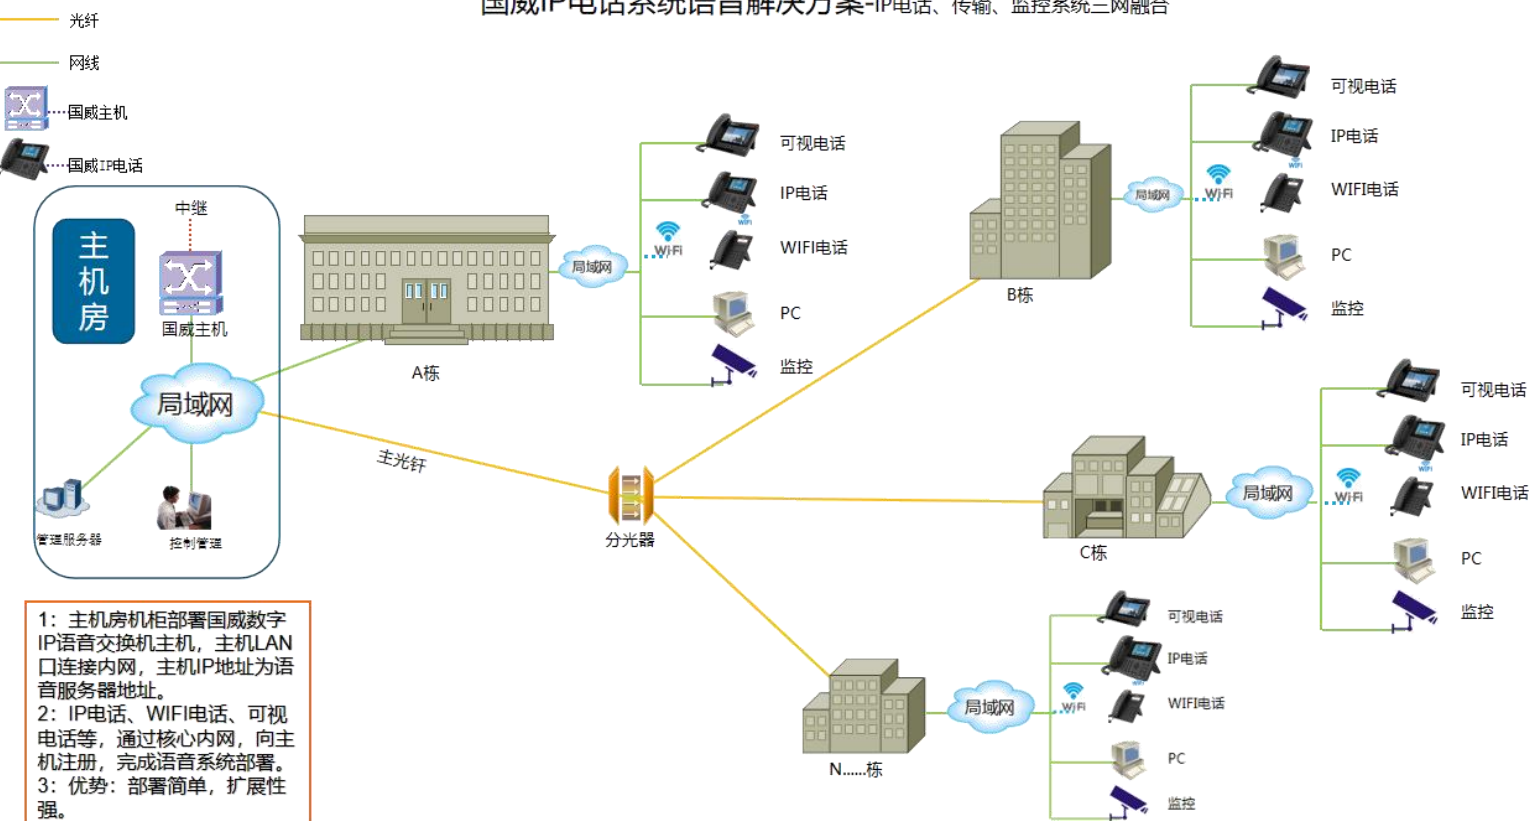 国威IP电话系统语音解决方案-IP电话、传输、监控系统三网融合
光纤
网线
国威主机
国威IP电话
主机房
中继
国威主机
局域网
管理服务器
控制管理
A栋
局域网
可视电话
IP电话
WiFi
Wi-Fi
WIFI电话
PC
监控
主光钎
分光器
B栋
局域网
可视电话
IP电话
WiFi
Wi-Fi
WIFI电话
PC
监控
C栋
局域网
可视电话
IP电话
WiFi
Wi-Fi
WIFI电话
PC
监控
N......栋
局域网
可视电话
IP电话
WiFi
Wi-Fi
WIFI电话
PC
监控
1：主机房机柜部署国威数字
IP语音交换机主机，主机LAN
口连接内网，主机IP地址为语
音服务器地址。
2：IP电话、WIFI电话、可视
电话等，通过核心内网，向主
机注册，完成语音系统部署。
3：优势：部署简单，扩展性
强。